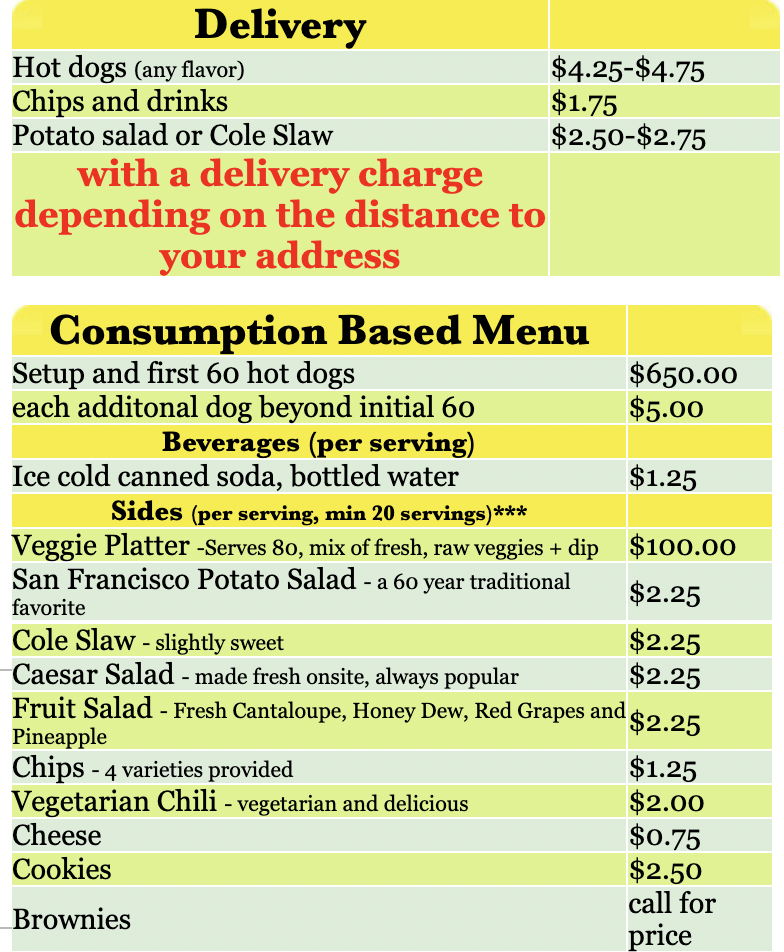 Delivery
Hot dogs (any flavor) $4.25-$4.75
Chips and drinks $1.75
Potato salad or Cole Slaw $2.50-$2.75
with a delivery charge
depending on the distance to
your address
Consumption Based Menu
Setup and first 60 hot dogs $650.00
each additonal dog beyond initial 60 $5.00
Beverages (per serving)
Ice cold canned soda, bottled water $1.25
Sides (per serving, min 20 servings)***
Veggie Platter -Serves 80, mix of fresh, raw veggies + dip $100.00
San Francisco Potato Salad - a 60 year traditional
favorite
$2.25
Cole Slaw - slightly sweet $2.25
Caesar Salad - made fresh onsite, always popular $2.25
Fruit Salad - Fresh Cantaloupe, Honey Dew, Red Grapes and
Pineapple
$2.25
Chips - 4 varieties provided $1.25
Vegetarian Chili - vegetarian and delicious $2.00
Cheese $0.75
Cookies $2.50
Brownies
call for
price